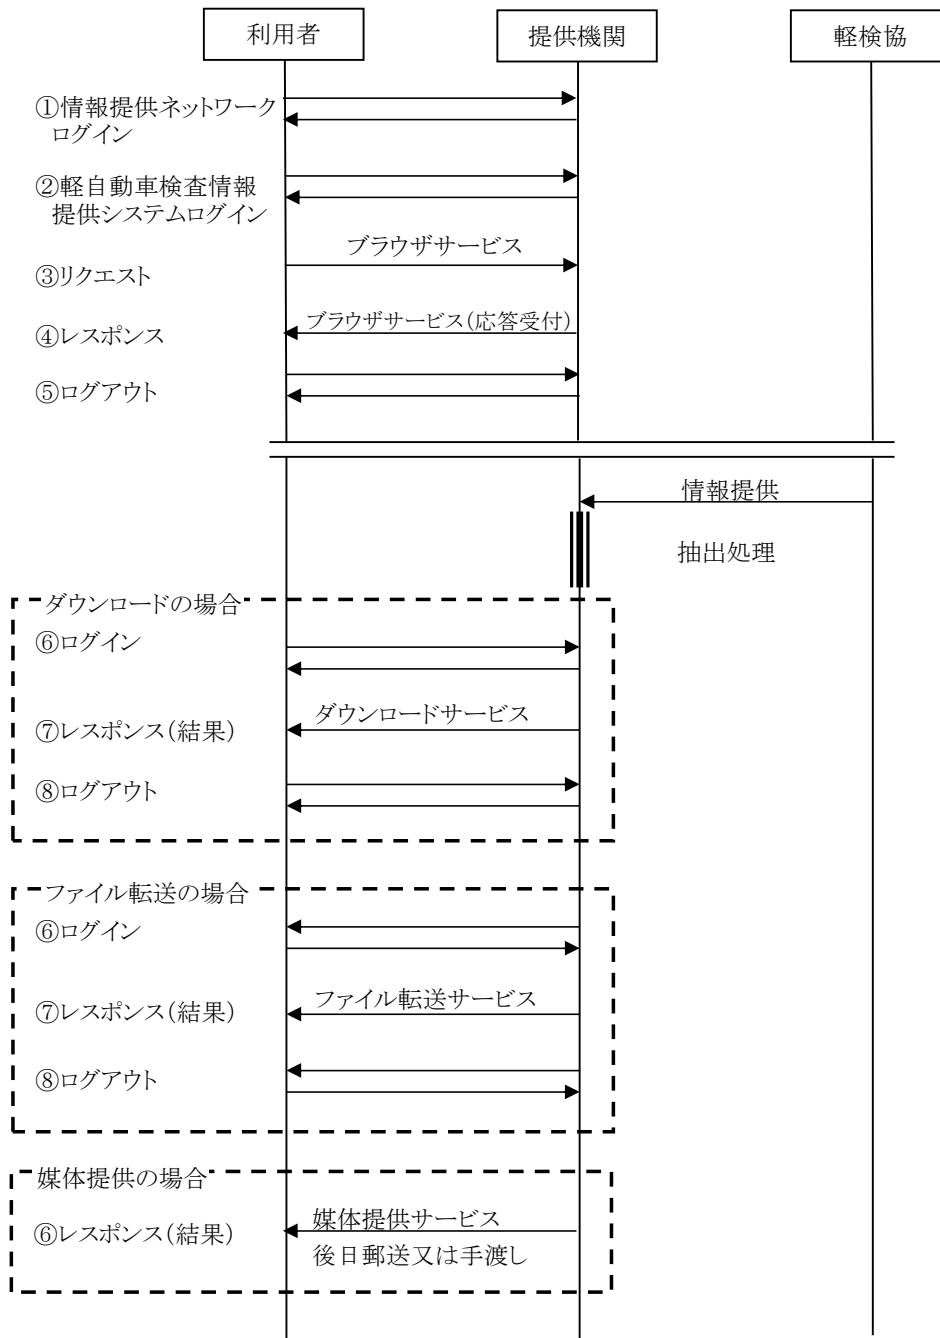 利用者
提供機関
軽検協
①情報提供ネットワーク
ログイン
②軽自動車検査情報
提供システムログイン
ブラウザサービス
③リクエスト
ブラウザサービス(応答受付)
④レスポンス
⑤ログアウト
情報提供
抽出処理
ダウンロードの場合
⑥ログイン
ダウンロードサービス
⑦レスポンス(結果)
⑧ログアウト
ファイル転送の場合
⑥ログイン
ファイル転送サービス
⑦レスポンス(結果)
⑧ログアウト
媒体提供の場合
媒体提供サービス
⑥レスポンス(結果)
後日郵送又は手渡し